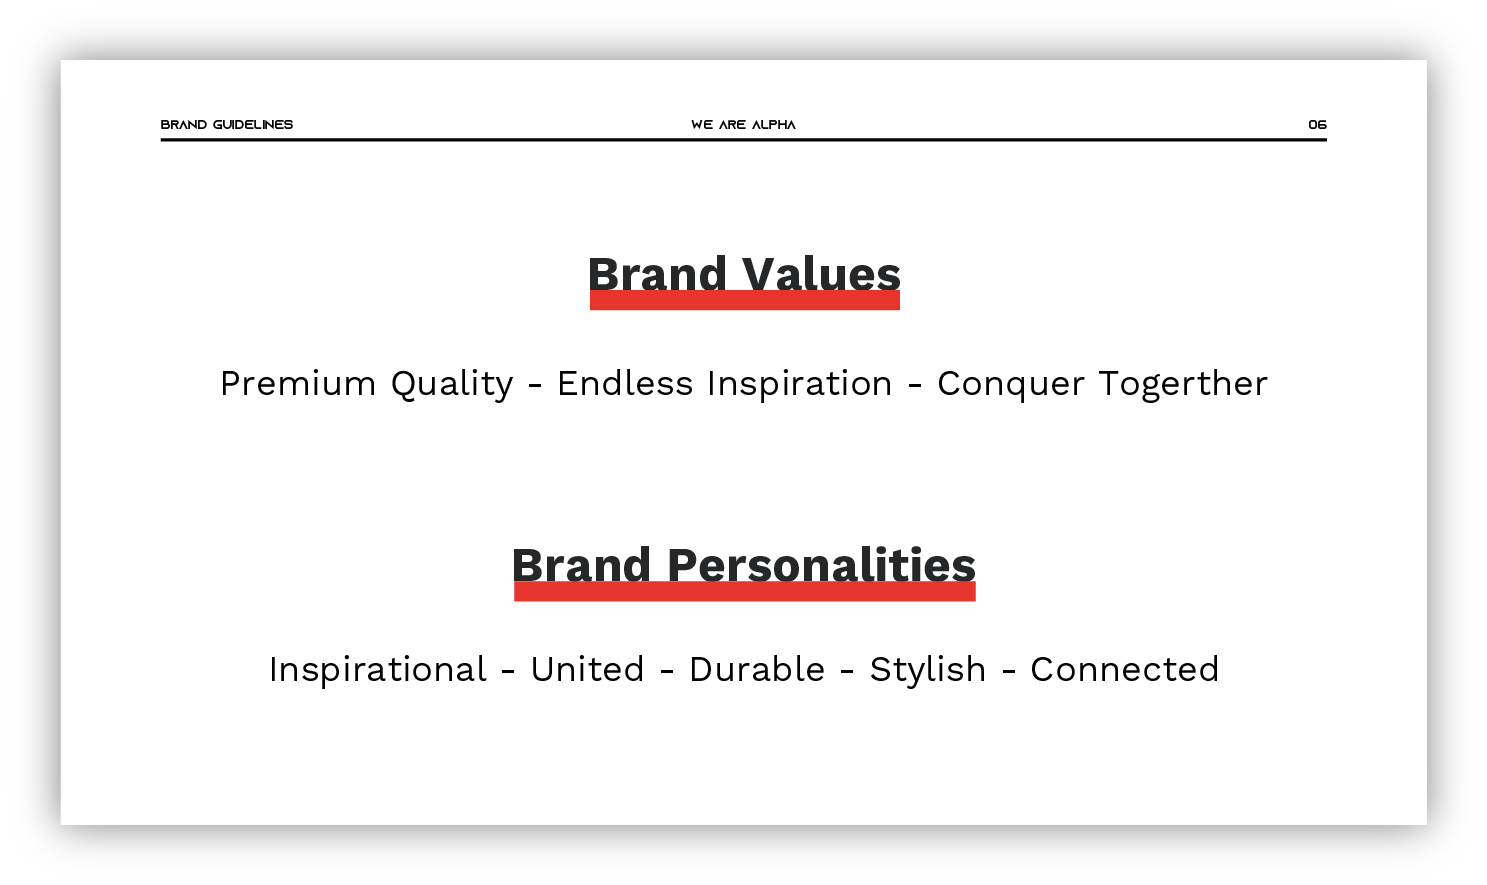 BRAND GUIDELINES WE ARE ALPHA 06
Brand Values
Premium Quality - Endless Inspiration - Conquer Togerther
Brand Personalities
Inspirational - United - Durable - Stylish - Connected